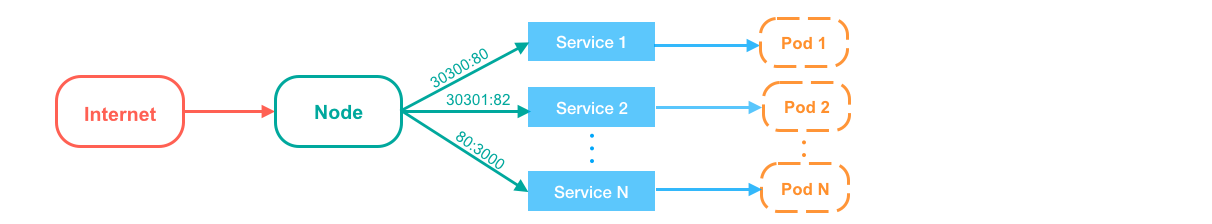 Internet
Node
30300:80
Service 1
Pod 1
30301:82
Service 2
Pod 2
80:3000
Service N
Pod N